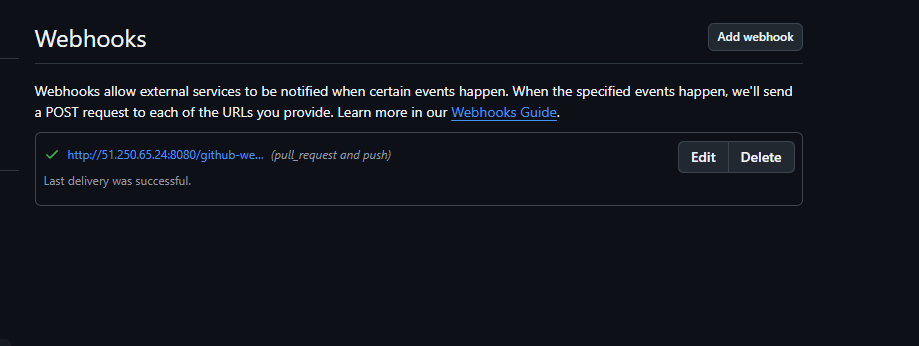 Webhooks
Add webhook
Webhooks allow external services to be notified when certain events happen. When the specified events happen, we'll send
a POST request to each of the URLs you provide. Learn more in our Webhooks Guide.
http://51.250.65.24:8080/github-we... (pull_request and push)
Edit
Delete
Last delivery was successful.